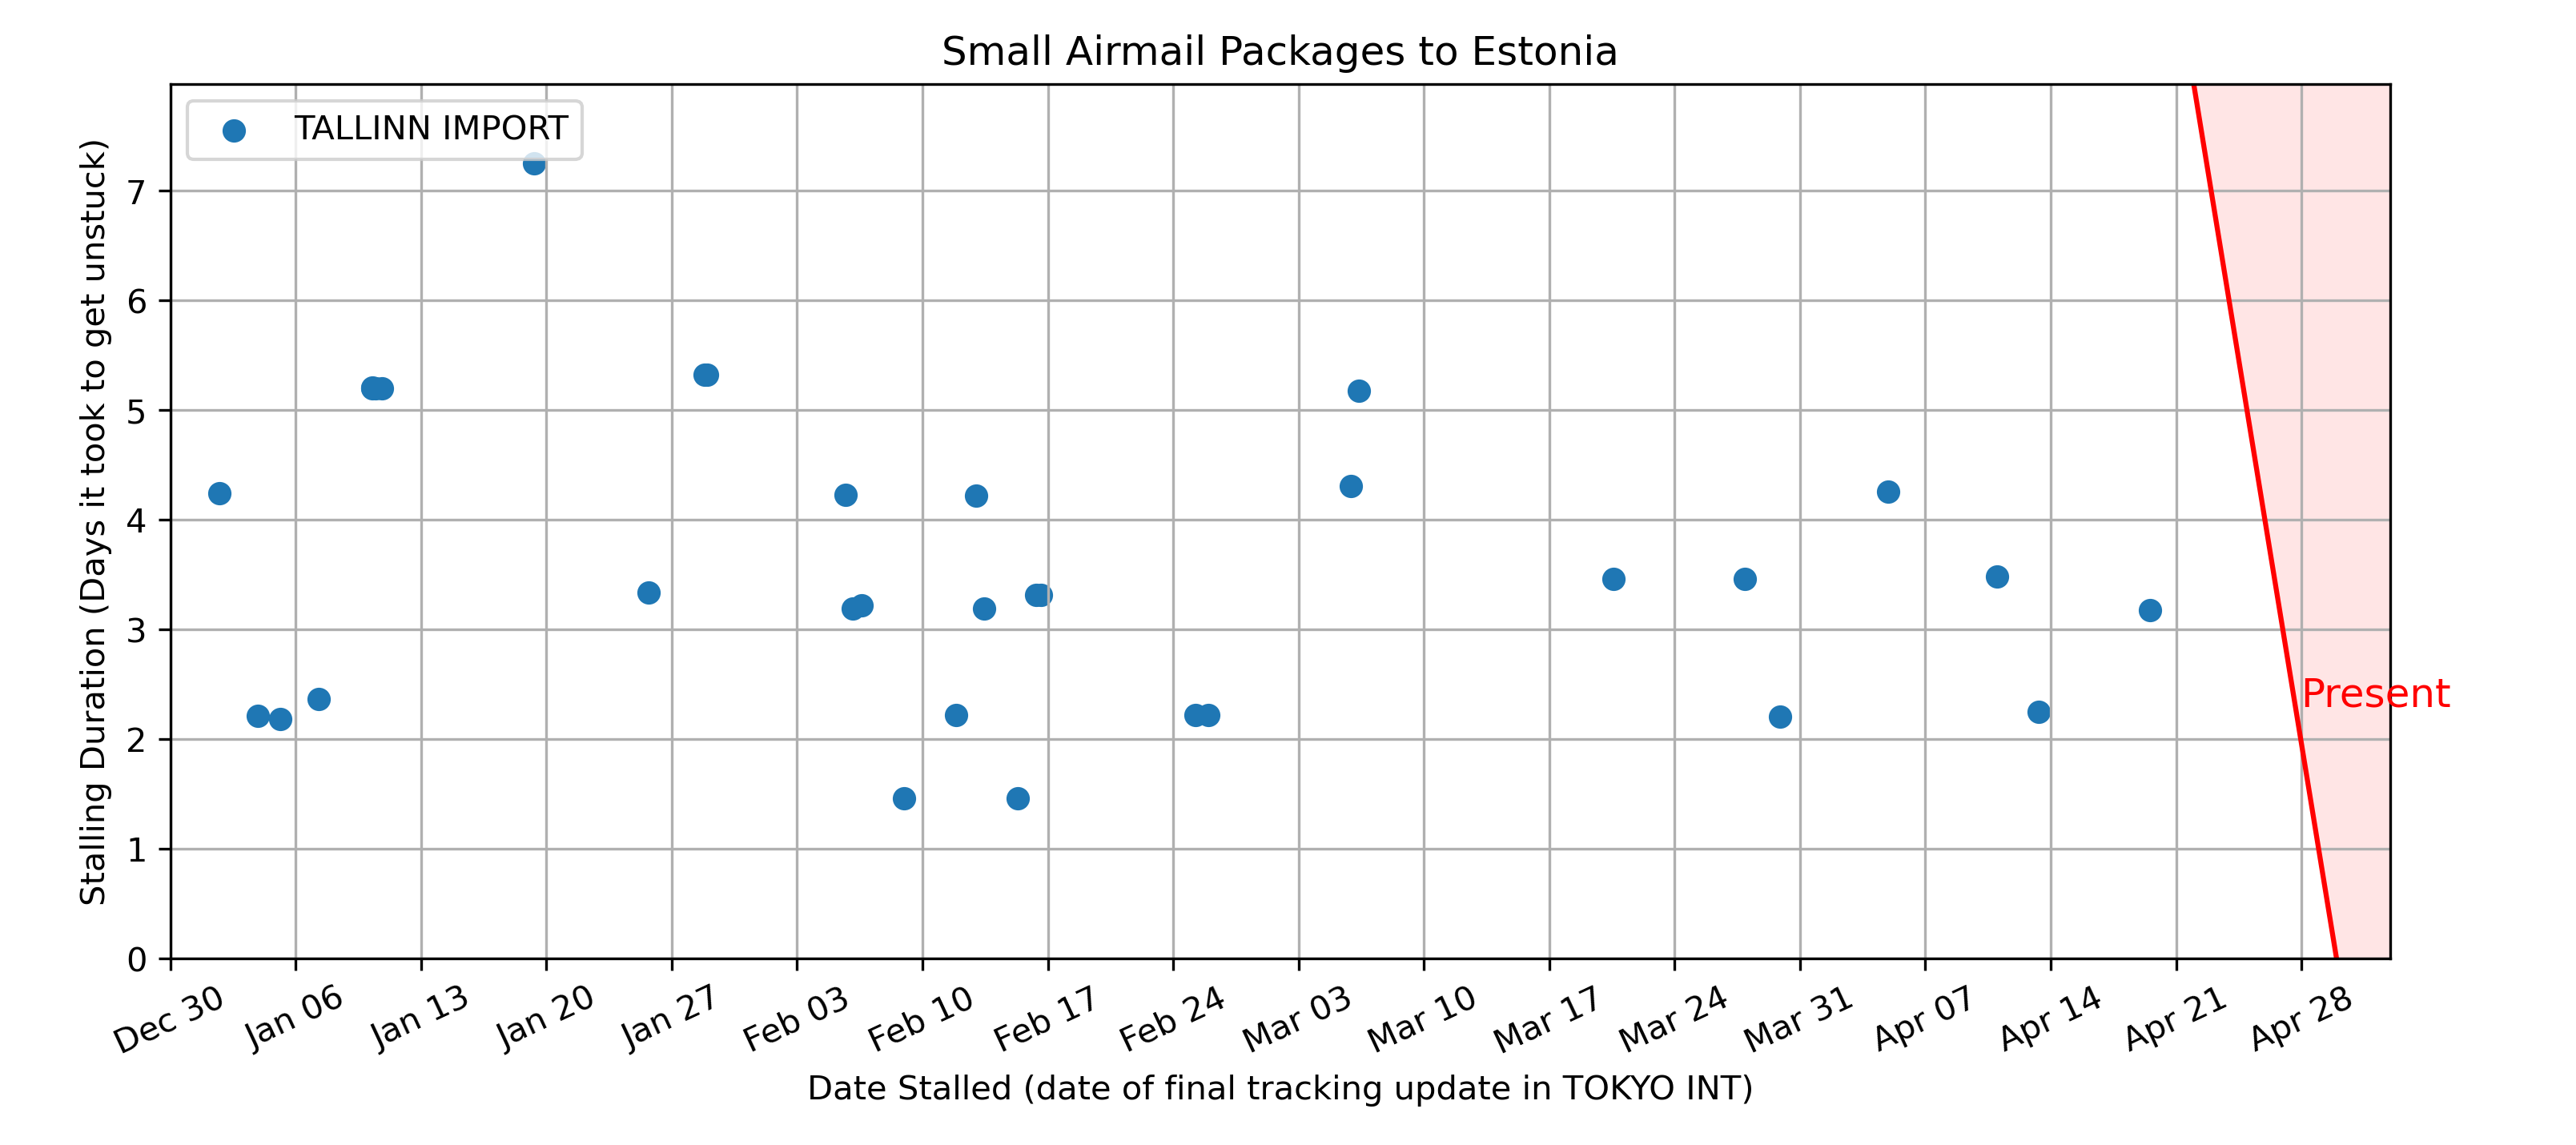 Small Airmail Packages to Estonia
TALLINN IMPORT
Stalling Duration (Days it took to get unstuck)
7
6
5
4
3
2
1
0
Present
Dec 30
Jan 06
Jan 13
Jan 20
Jan 27
Feb 03
Feb 10
Feb 17
Feb 24
Mar 03
Mar 10
Mar 17
Mar 24
Mar 31
Apr 07
Apr 14
Apr 21
Apr 28
Date Stalled (date of final tracking update in TOKYO INT)